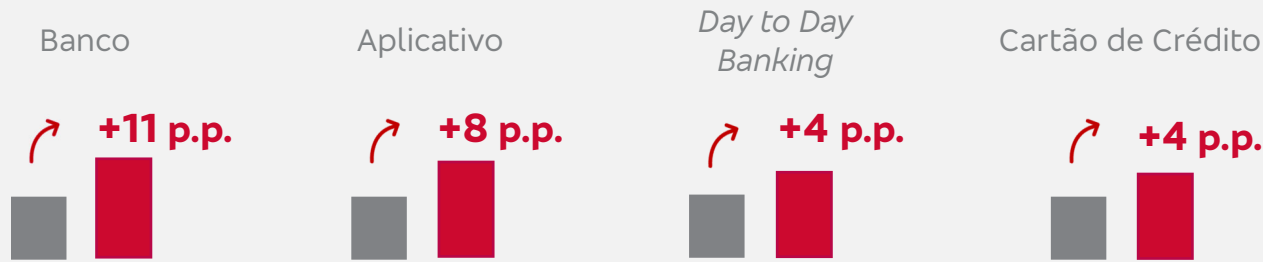 Banco
+11 p.p.
Aplicativo
+8 p.p.
Day to Day
Banking
+4 p.p.
Cartão de Crédito
+4 p.p.